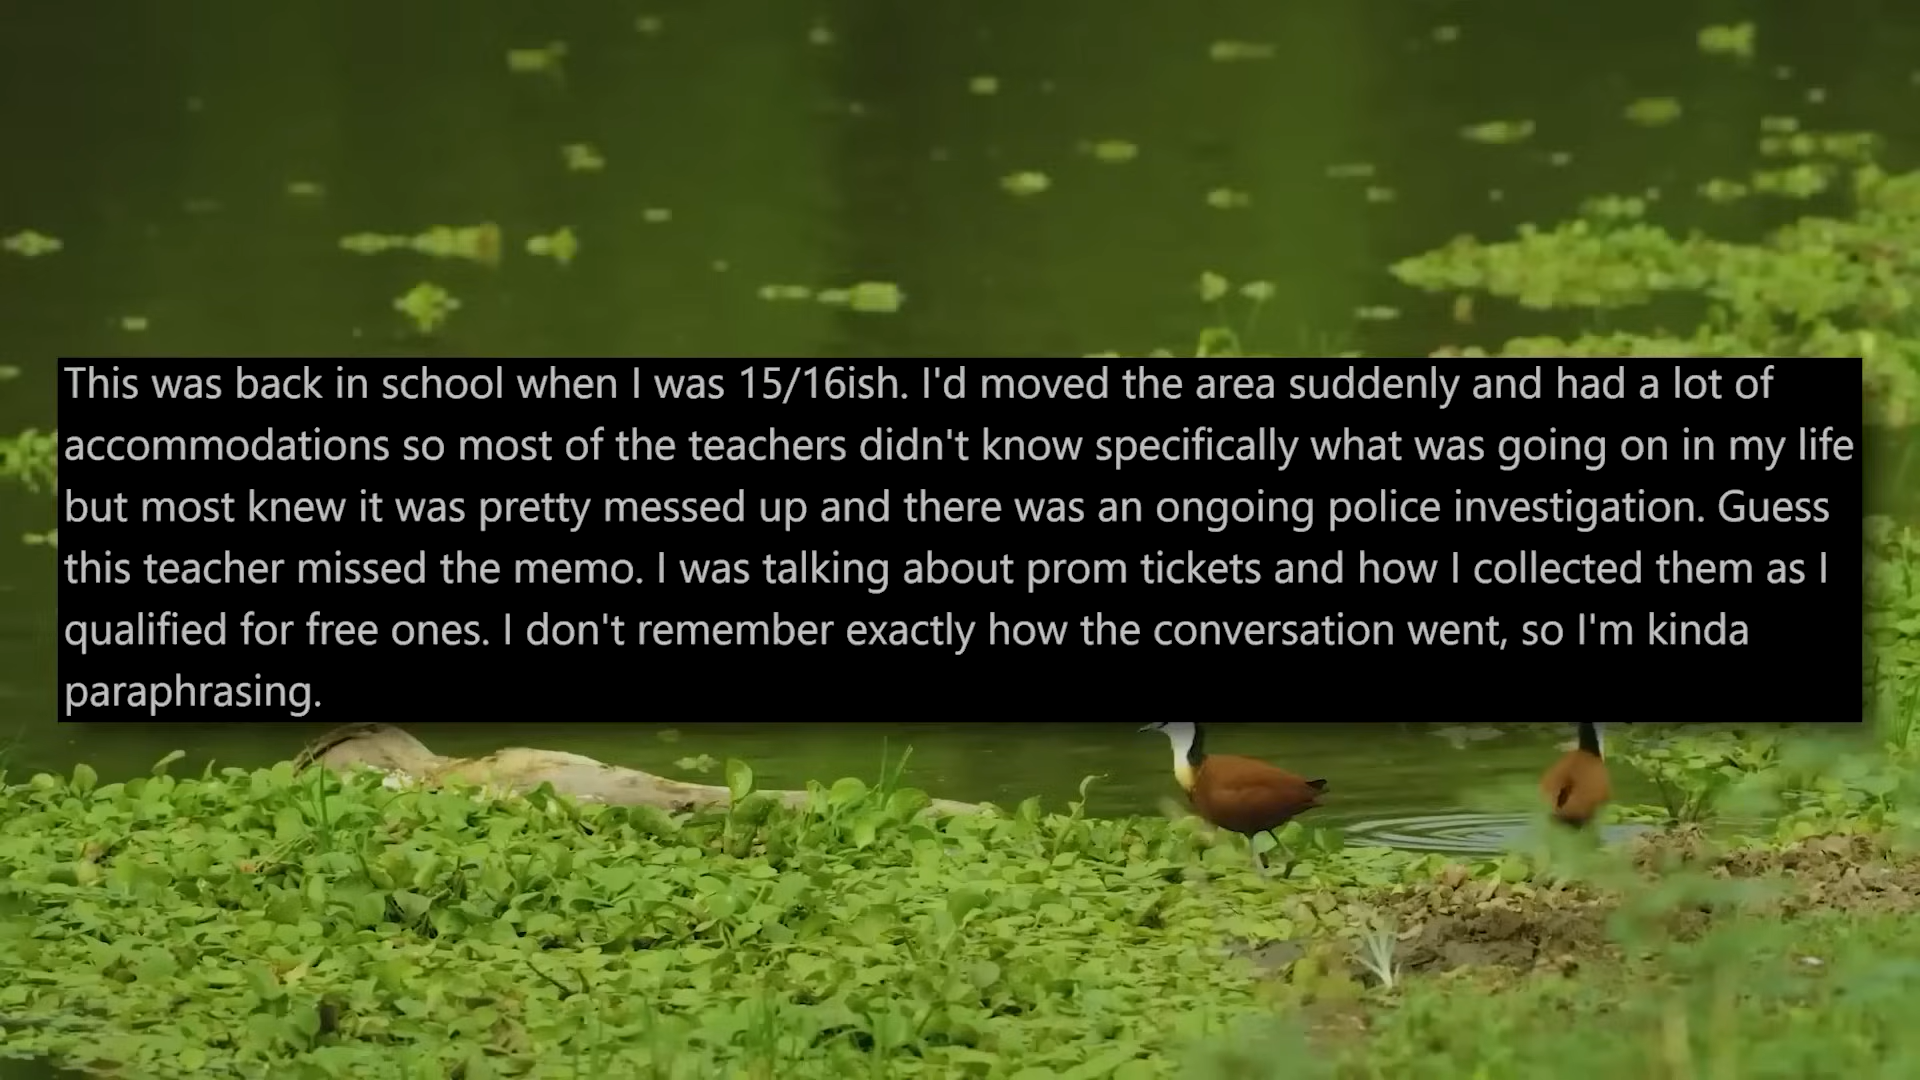 This was back in school when I was 15/16ish. I'd moved the area suddenly and had a lot of
accommodations so most of the teachers didn't know specifically what was going on in my life
but most knew it was pretty messed up and there was an ongoing police investigation. Guess
this teacher missed the memo. I was talking about prom tickets and how I collected them as I
qualified for free ones. I don't remember exactly how the conversation went, so I'm kinda
paraphrasing.